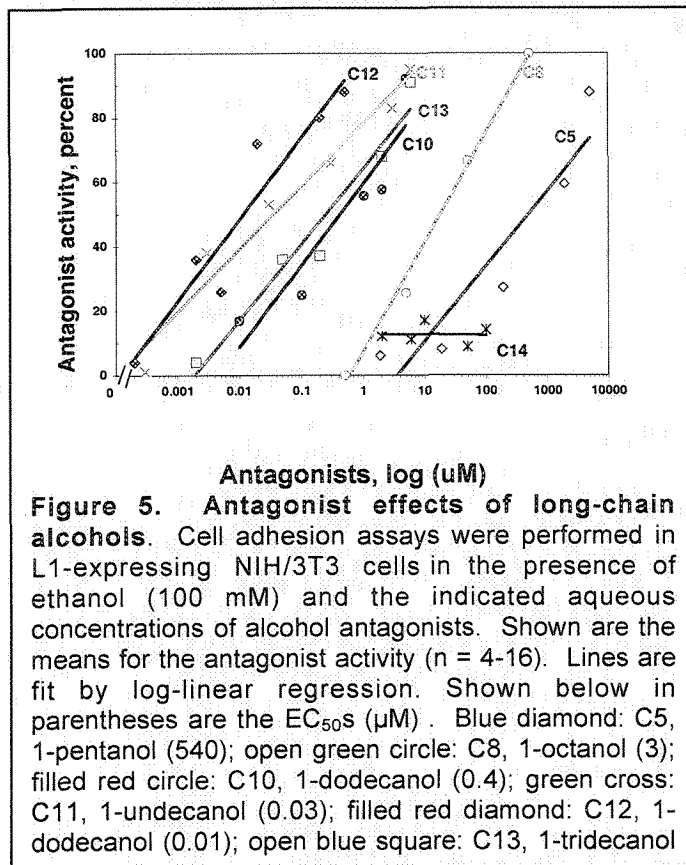 100
80
60
40
20
0
Antagonist activity, percent
C12
C11
C13
C10
C8
C5
C14
0 0.001 0.01 0.1 1 10 100 1000 10000
Antagonists, log (uM)
Figure 5. Antagonist effects of long-chain
alcohols. Cell adhesion assays were performed in
L1-expressing NIH/3T3 cells in the presence of
ethanol (100 mM) and the indicated aqueous
concentrations of alcohol antagonists. Shown are the
means for the antagonist activity (n = 4-16). Lines are
fit by log-linear regression. Shown below in
parentheses are the EC50s (µM) . Blue diamond: C5,
1-pentanol (540); open green circle: C8, 1-octanol (3);
filled red circle: C10, 1-dodecanol (0.4); green cross:
C11, 1-undecanol (0.03); filled red diamond: C12, 1-
dodecanol (0.01); open blue square: C13, 1-tridecanol